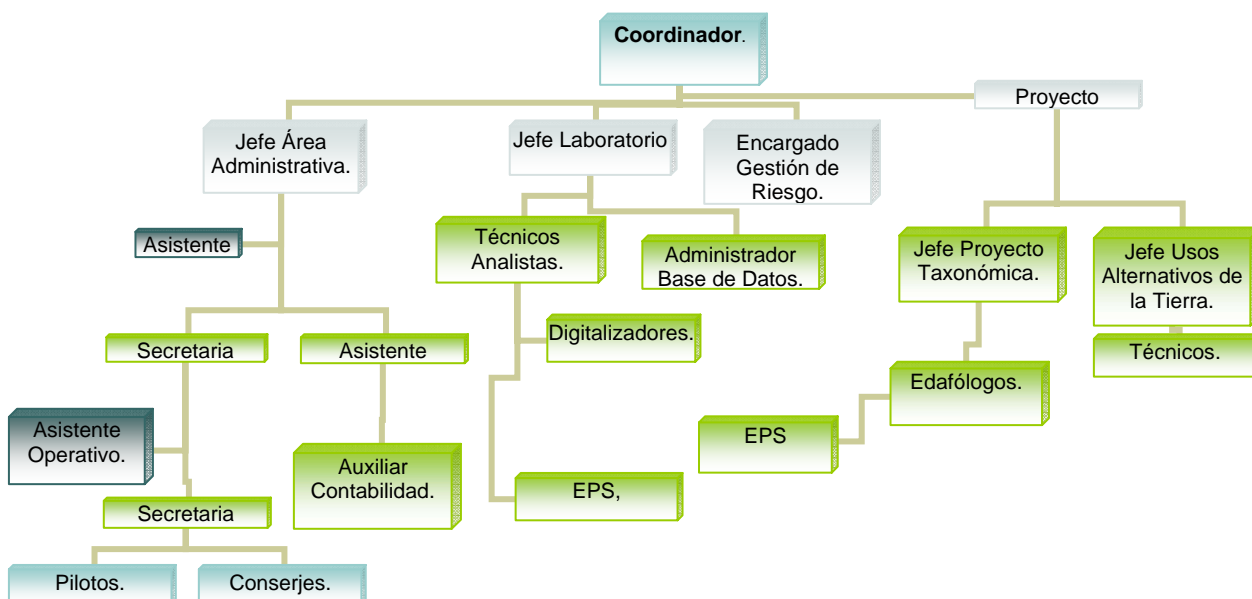 Coordinador.
Proyecto
Jefe Área
Administrativa.
Jefe Laboratorio
Encargado
Gestión de
Riesgo.
Asistente
Técnicos
Analistas.
Administrador
Base de Datos.
Jefe Proyecto
Taxonómica.
Jefe Usos
Alternativos de
la Tierra.
Secretaria
Asistente
Digitalizadores.
Técnicos.
Edafólogos.
Asistente
Operativo.
EPS
Auxiliar
Contabilidad.
EPS,
Secretaria
Pilotos.
Conserjes.